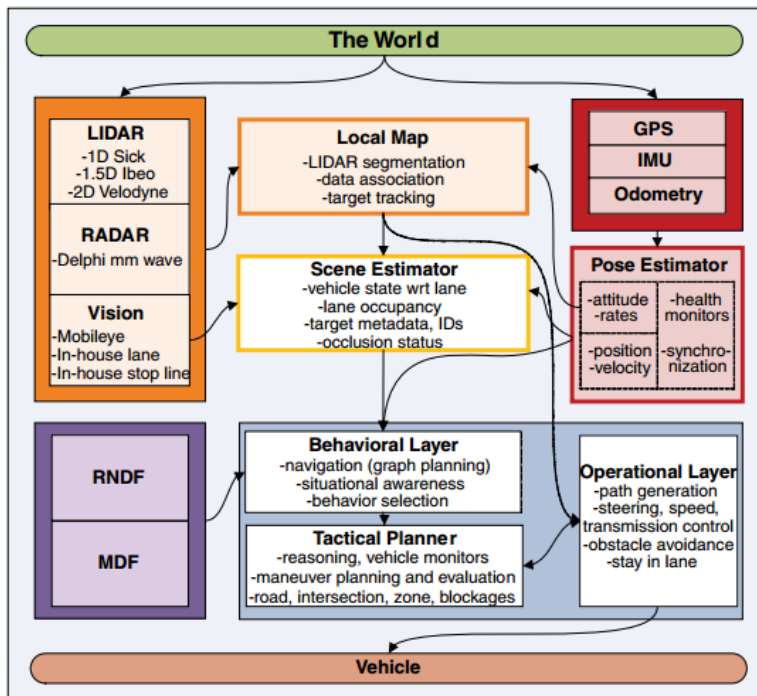 The World
LIDAR
-1D Sick
-1.5D Ibeo
-2D Velodyne
RADAR
-Delphi mm wave
Vision
-Mobileye
-In-house lane
-In-house stop line
Local Map
-LIDAR segmentation
-data association
-target tracking
GPS
IMU
Odometry
Scene Estimator
-vehicle state wrt lane
-lane occupancy
-target metadata, IDs
-occlusion status
Pose Estimator
-attitude
-rates
-health
monitors
-position
-velocity
-synchro-
nization
RNDF
MDF
Behavioral Layer
-navigation (graph planning)
-situational awareness
-behavior selection
Tactical Planner
-reasoning, vehicle monitors
-maneuver planning and evaluation
-road, intersection, zone, blockages
Operational Layer
-path generation
-steering, speed,
transmission control
-obstacle avoidance
-stay in lane
Vehicle